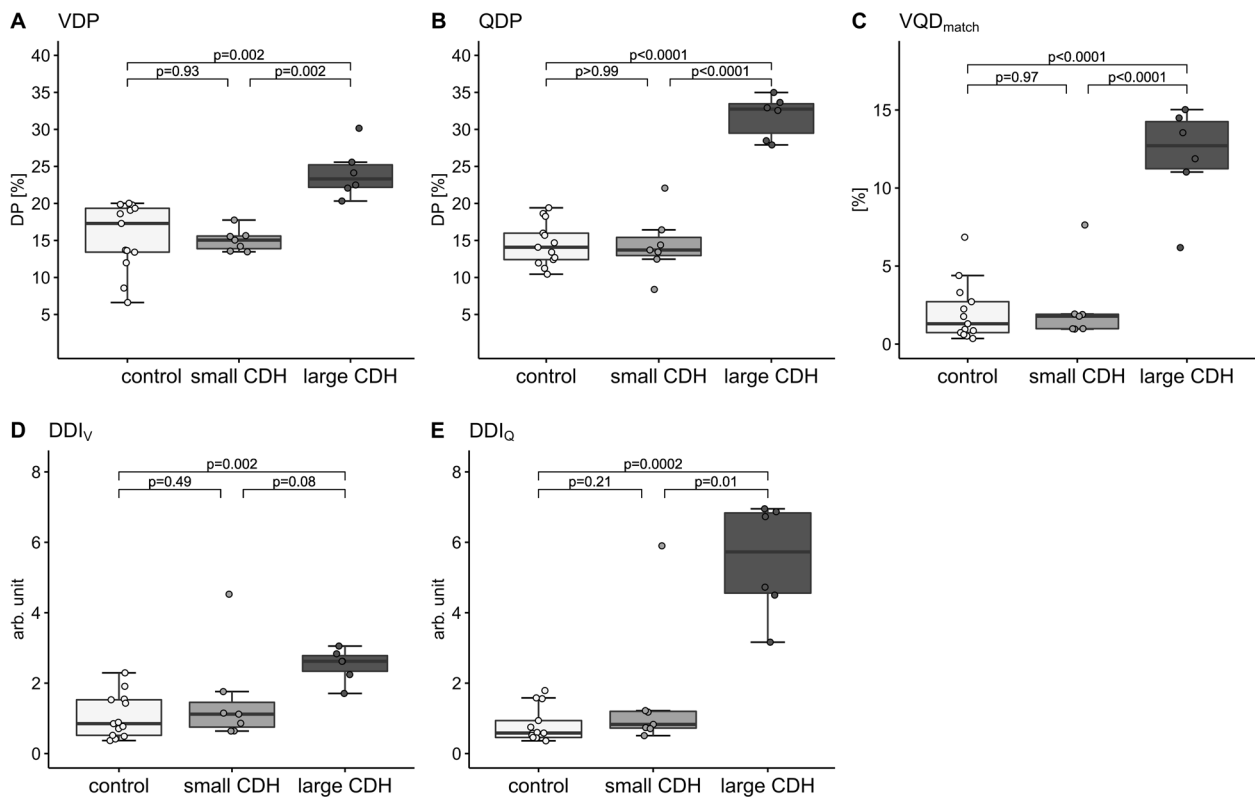 A VDP
p=0.002
p=0.93
p=0.002
DP [%]
40
35
30
25
20
15
10
5
control
small CDH
large CDH
B QDP
p<0.0001
p>0.99
p<0.0001
DP [%]
40
35
30
25
20
15
10
5
control
small CDH
large CDH
C VQDmatch
p<0.0001
p=0.97
p<0.0001
[%]
15
10
5
0
control
small CDH
large CDH
D DDIV
p=0.002
p=0.49
p=0.08
arb. unit
8
6
4
2
0
control
small CDH
large CDH
E DDIQ
p=0.0002
p=0.21
p=0.01
arb. unit
8
6
4
2
0
control
small CDH
large CDH